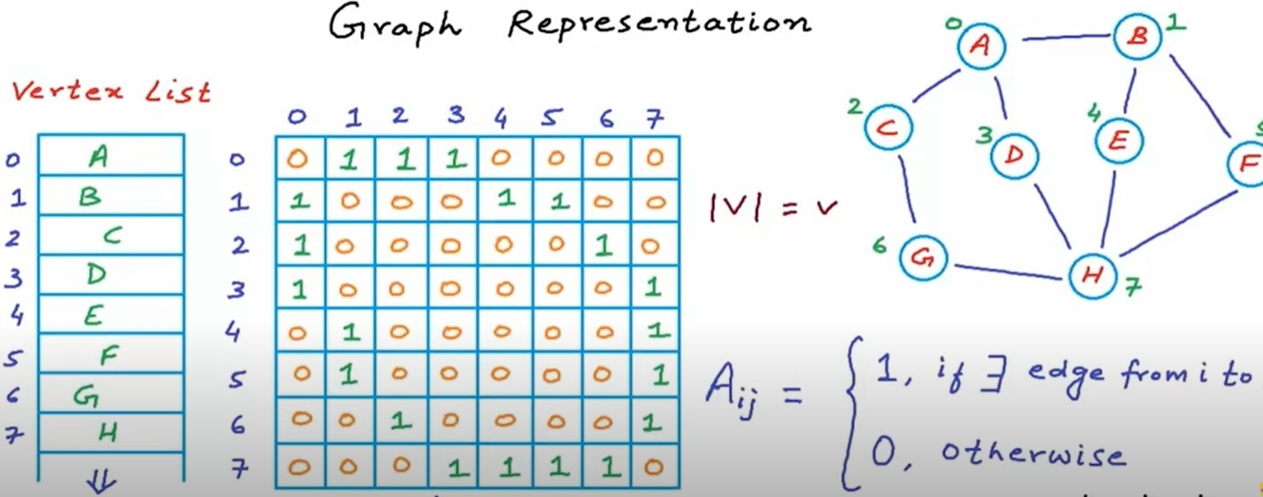 Graph Representation
Vertex List
0 A
1 B
2 C
3 D
4 E
5 F
6 G
7 H
0 1 2 3 4 5 6 7
0 0 1 1 1 0 0 0 0
1 1 0 0 0 1 1 0 0
2 1 0 0 0 0 0 1 0
3 1 0 0 0 0 0 0 1
4 0 1 0 0 0 0 0 1
5 0 1 0 0 0 0 0 1
6 0 0 1 0 0 0 0 1
7 0 0 0 1 1 1 1 0
|V| = v
0 A
B 1
2 C
3 D
4 E
F
6 G
H 7
Aij = { 1, if ∃ edge from i to
0, otherwise